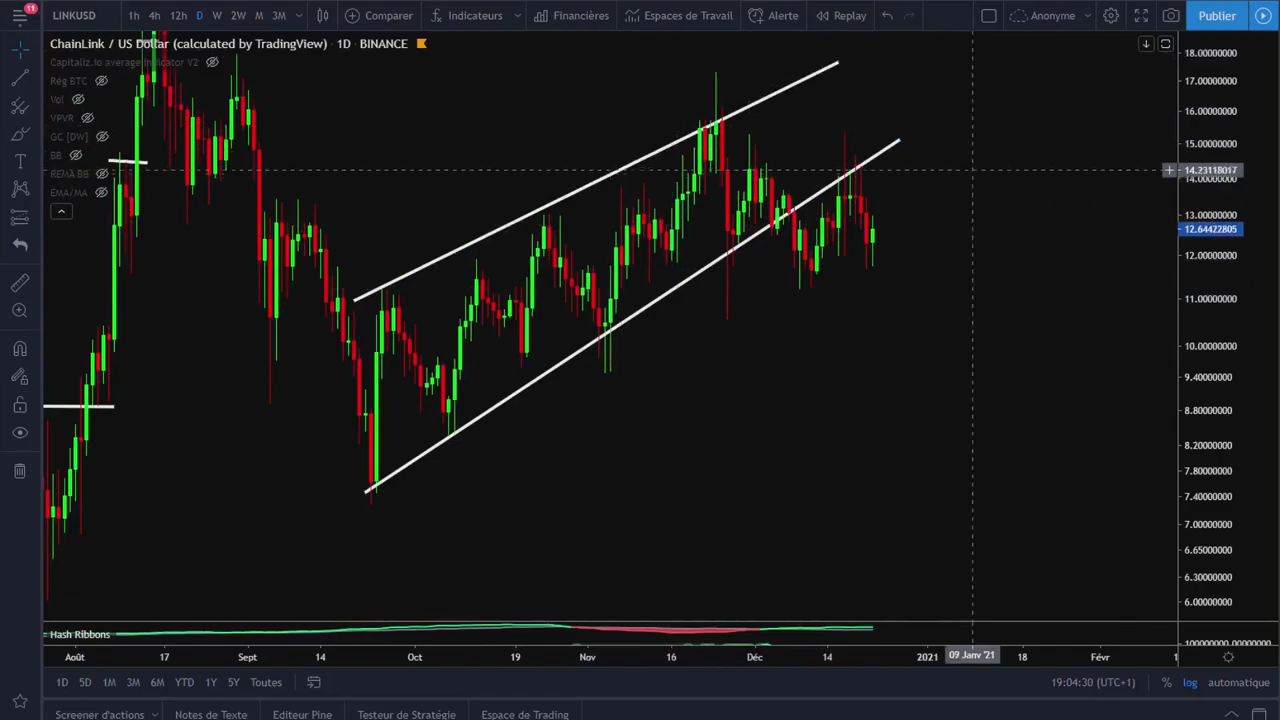 11
LINKUSD 1h 4h 12h D W 2W M 3M Comparer Indicateurs Financières Espaces de Travail Alerte Replay Anonyme Publier
ChainLink / US Dollar (calculated by TradingView) 1D BINANCE
Capitaliz.io average indicator V2
Rég BTC
Vol
VPVR
GC [DW]
BB
REMA BB
EMA/MA
18.00000000
17.00000000
16.00000000
15.00000000
14.23118017
14.00000000
13.00000000
12.64422805
12.00000000
11.00000000
10.00000000
9.40000000
8.80000000
8.20000000
7.80000000
7.40000000
7.00000000
6.65000000
6.30000000
6.00000000
Hash Ribbons
Août 17 Sept 14 Oct 19 Nov 16 Déc 14 2021 09 Janv '21 18 Févr
1D 5D 1M 3M 6M YTD 1Y 5Y Toutes 19:04:30 (UTC+1) % log automatique
Screener d'actions Notes de Texte Editeur Pine Testeur de Stratégie Espace de Trading